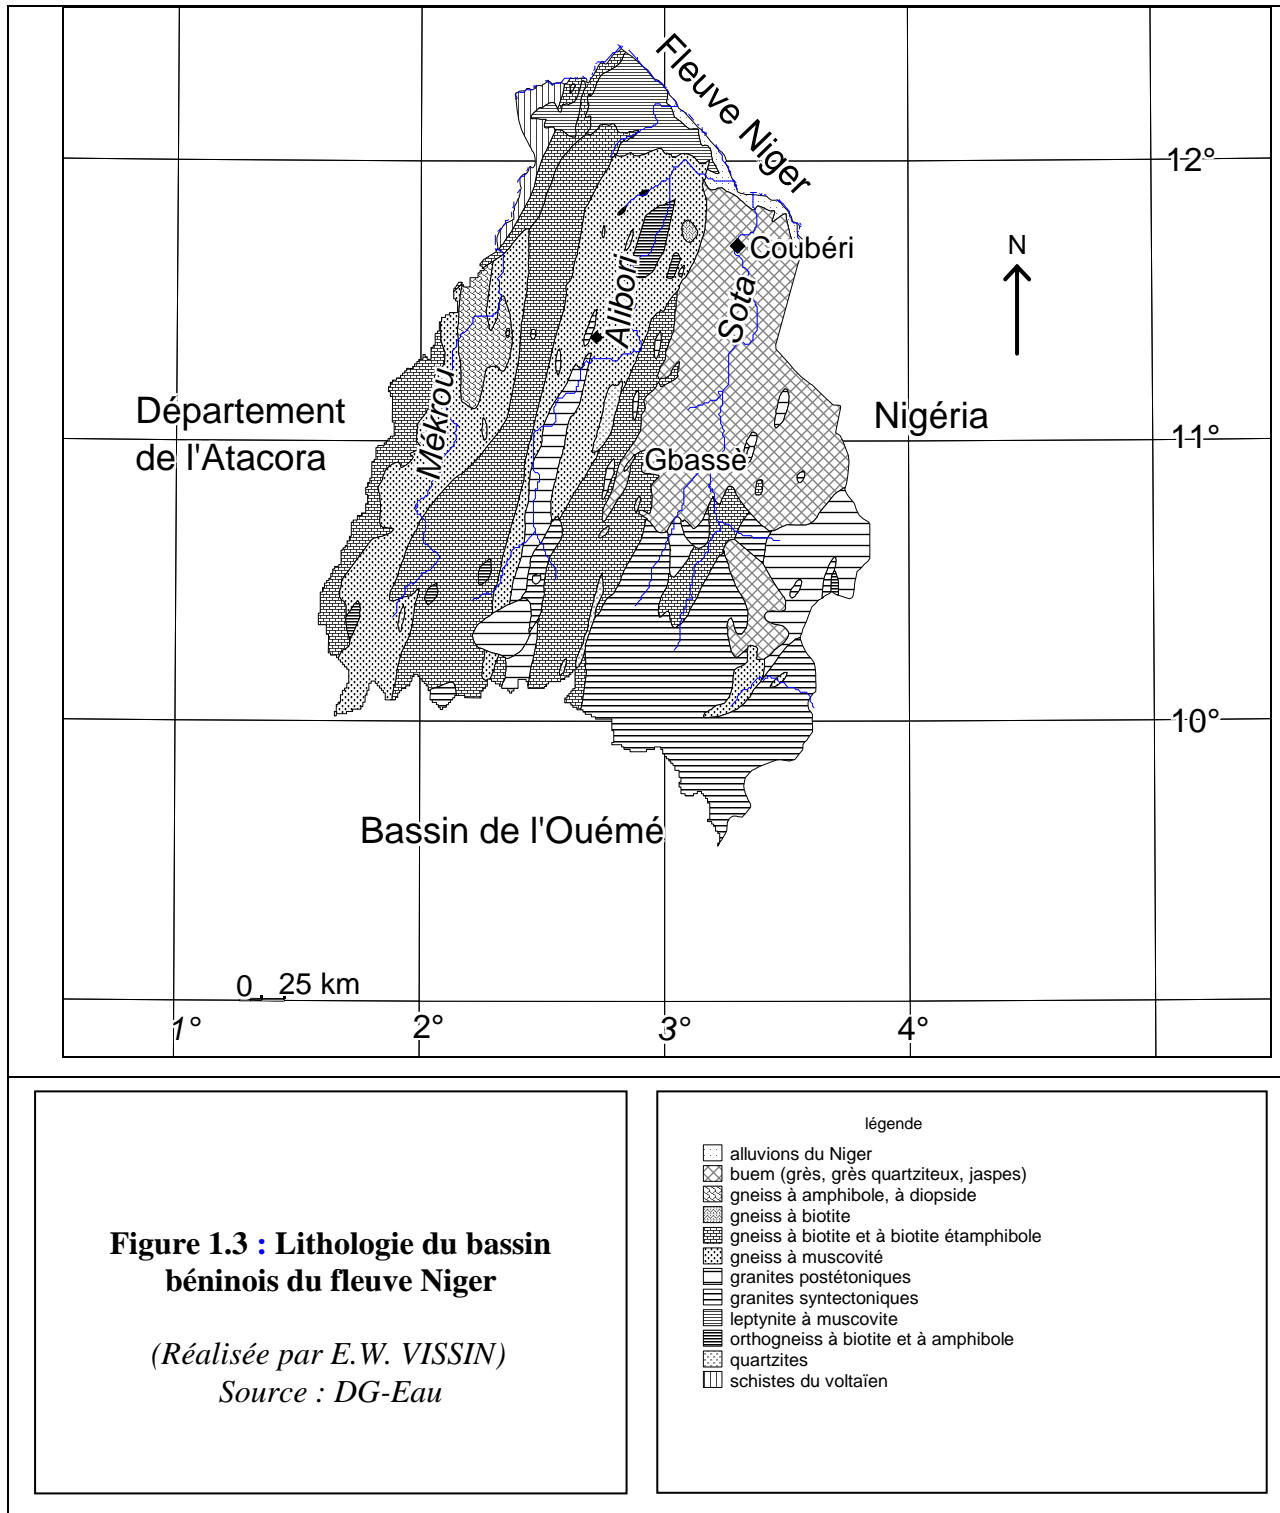 Fleuve Niger
12°
N
Coubéri
Alibori
Sota
Mékrou
Département
de l'Atacora
Nigéria
11°
Gbassè
10°
Bassin de l'Ouémé
0 25 km
1°
2°
3°
4°
Figure 1.3 : Lithologie du bassin
béninois du fleuve Niger
(Réalisée par E.W. VISSIN)
Source : DG-Eau
légende
alluvions du Niger
buem (grès, grès quartziteux, jaspes)
gneiss à amphibole, à diopside
gneiss à biotite
gneiss à biotite et à biotite étamphibole
gneiss à muscovité
granites postétoniques
granites syntectoniques
leptynite à muscovite
orthogneiss à biotite et à amphibole
quartzites
schistes du voltaïen